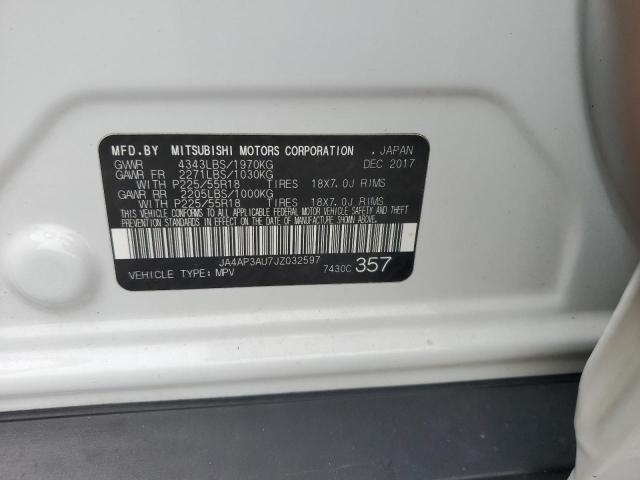 MFD.BY MITSUBISHI MOTORS CORPORATION . JAPAN
GVWR 4343LBS/1970KG DEC 2017
GAWR FR 2271LBS/1030KG
WITH P225/55R18 TIRES 18X7.0J RIMS
GAWR RR 2205LBS/1000KG
WITH P225/55R18 TIRES 18X7.0J RIMS
THIS VEHICLE CONFORMS TO ALL APPLICABLE FEDERAL MOTOR VEHICLE SAFETY AND
THEFT PREVENTION STANDARDS IN EFFECT ON THE DATE OF MANUFACTURE SHOWN ABOVE.
JA4AP3AU7JZ032597
VEHICLE TYPE: MPV 7430C 357